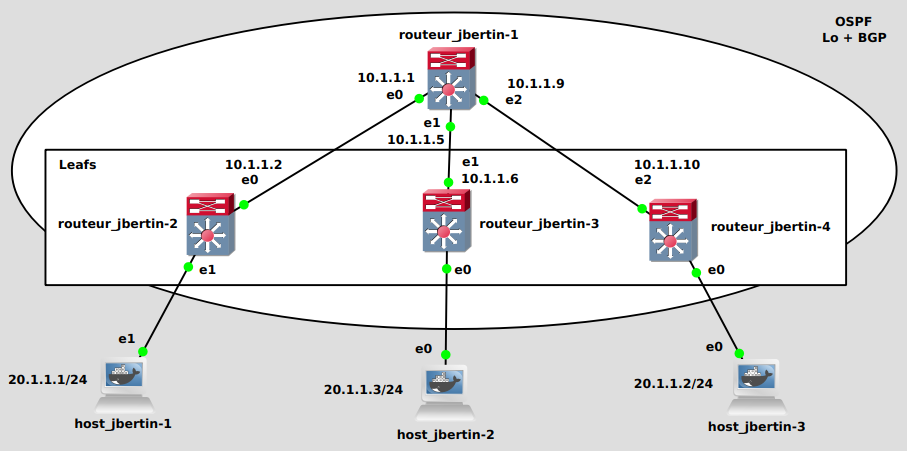 OSPF
Lo + BGP
routeur_jbertin-1
10.1.1.1
e0
10.1.1.9
e2
e1
10.1.1.5
Leafs
10.1.1.2
e0
e1
10.1.1.6
10.1.1.10
e2
routeur_jbertin-2
routeur_jbertin-3
routeur_jbertin-4
e1
e0
e0
e1
e0
e0
20.1.1.1/24
20.1.1.3/24
20.1.1.2/24
host_jbertin-1
host_jbertin-2
host_jbertin-3